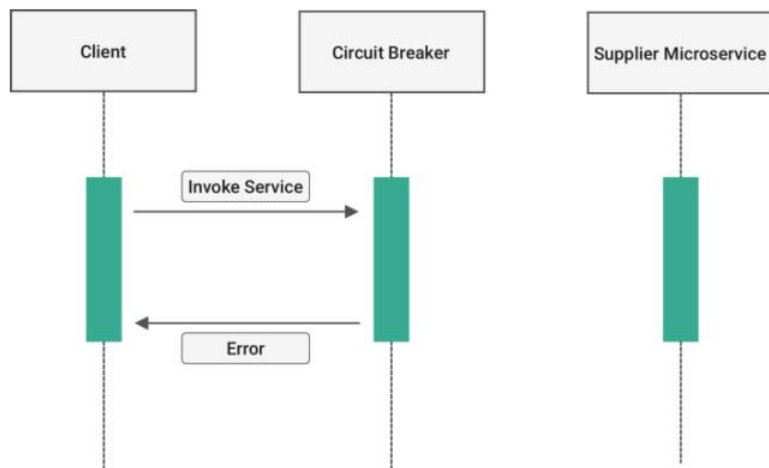 Client
Circuit Breaker
Supplier Microservice
Invoke Service
Error